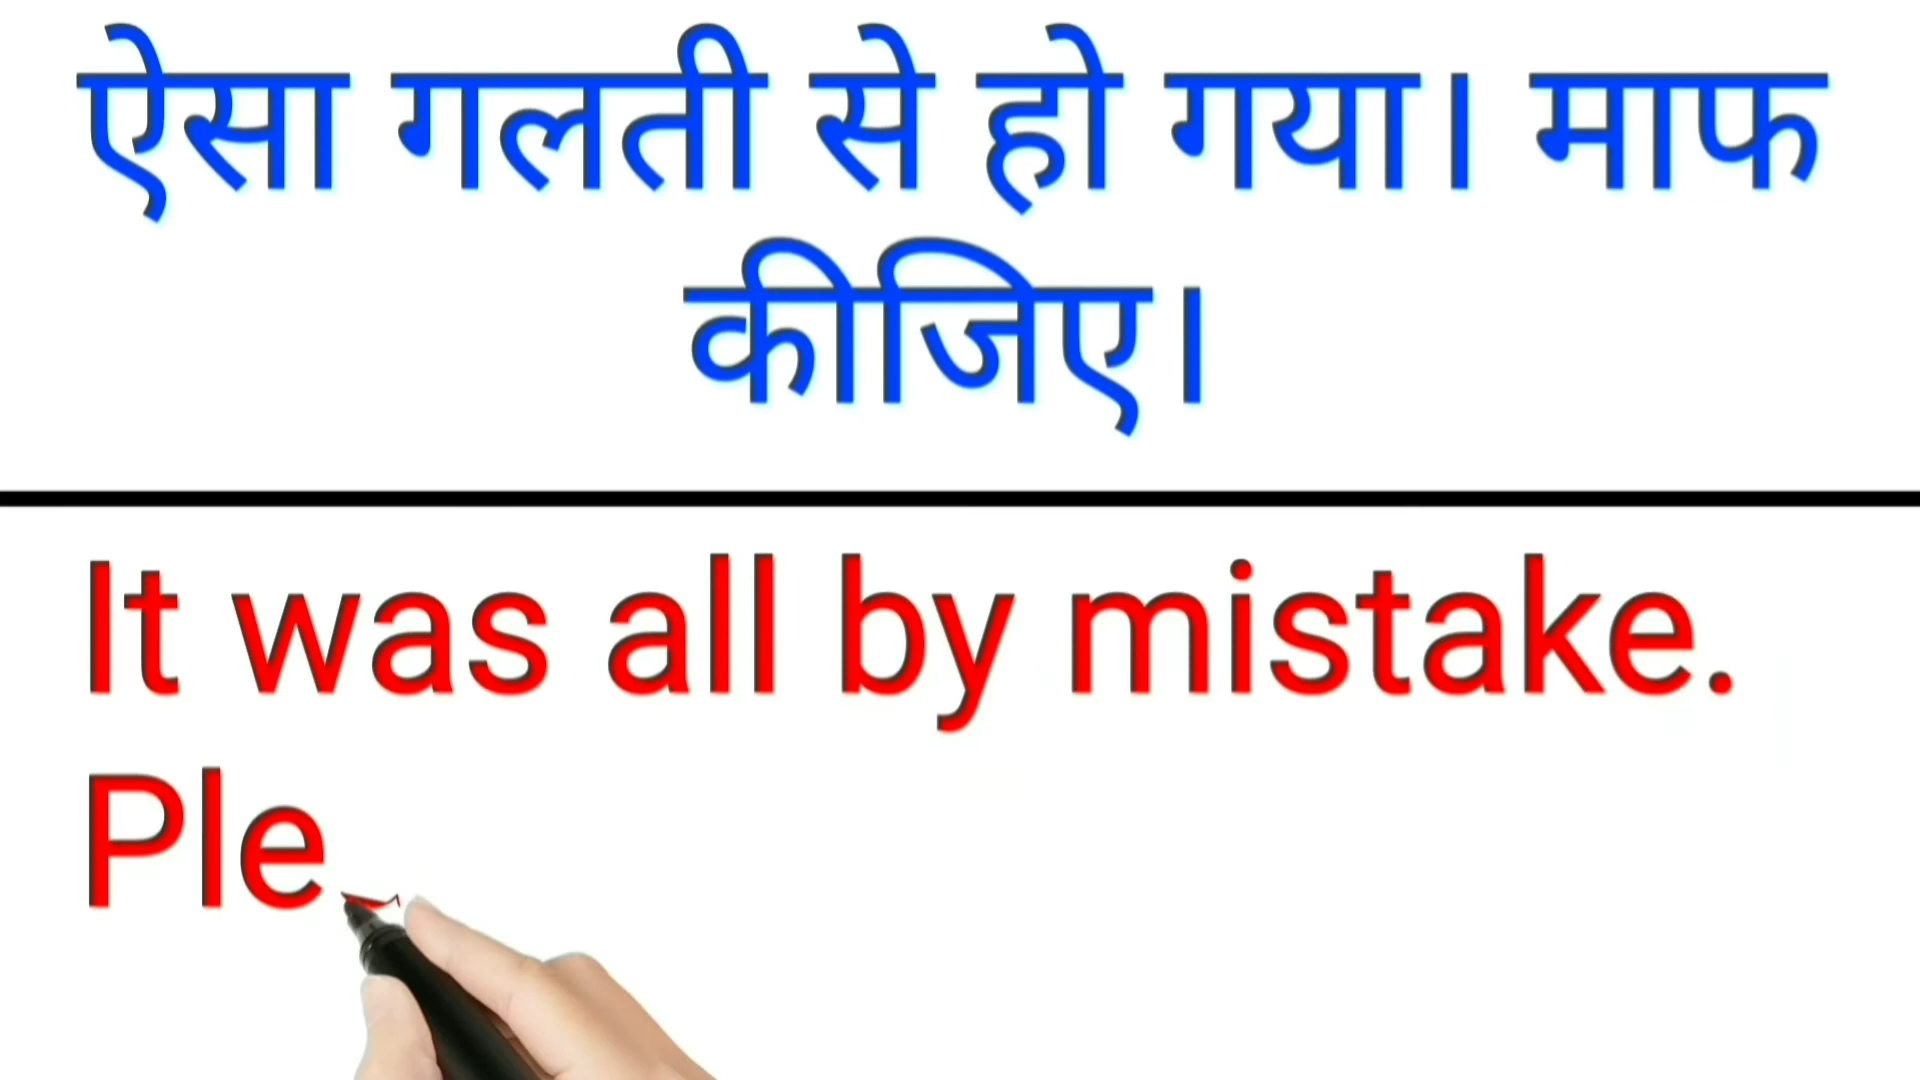 ऐसा गलती से हो गया। माफ
कीजिए।
It was all by mistake.
Ple